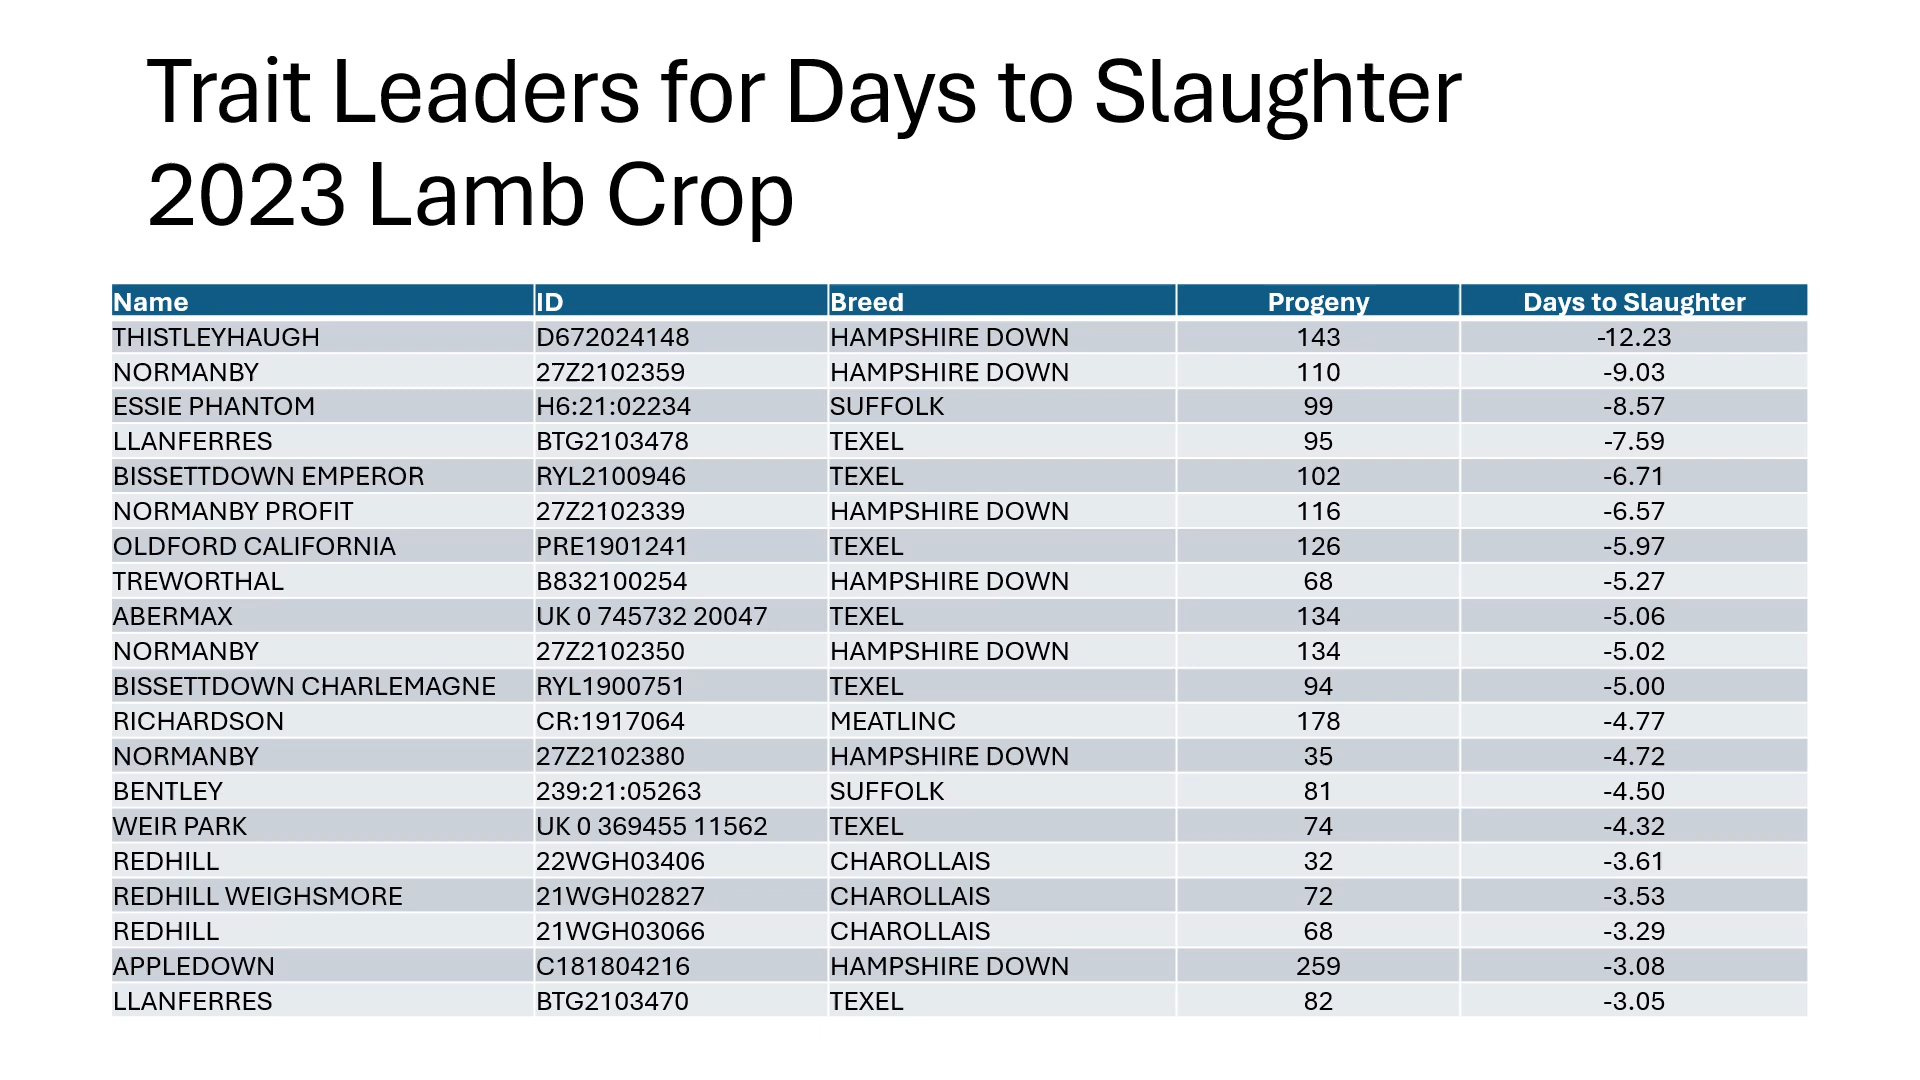 Trait Leaders for Days to Slaughter
2023 Lamb Crop
Name ID Breed Progeny Days to Slaughter
THISTLEYHAUGH D672024148 HAMPSHIRE DOWN 143 -12.23
NORMANBY 27Z2102359 HAMPSHIRE DOWN 110 -9.03
ESSIE PHANTOM H6:21:02234 SUFFOLK 99 -8.57
LLANFERRES BTG2103478 TEXEL 95 -7.59
BISSETTDOWN EMPEROR RYL2100946 TEXEL 102 -6.71
NORMANBY PROFIT 27Z2102339 HAMPSHIRE DOWN 116 -6.57
OLDFORD CALIFORNIA PRE1901241 TEXEL 126 -5.97
TREWORTHAL B832100254 HAMPSHIRE DOWN 68 -5.27
ABERMAX UK 0 745732 20047 TEXEL 134 -5.06
NORMANBY 27Z2102350 HAMPSHIRE DOWN 134 -5.02
BISSETTDOWN CHARLEMAGNE RYL1900751 TEXEL 94 -5.00
RICHARDSON CR:1917064 MEATLINC 178 -4.77
NORMANBY 27Z2102380 HAMPSHIRE DOWN 35 -4.72
BENTLEY 239:21:05263 SUFFOLK 81 -4.50
WEIR PARK UK 0 369455 11562 TEXEL 74 -4.32
REDHILL 22WGH03406 CHAROLLAIS 32 -3.61
REDHILL WEIGHSMORE 21WGH02827 CHAROLLAIS 72 -3.53
REDHILL 21WGH03066 CHAROLLAIS 68 -3.29
APPLEDOWN C181804216 HAMPSHIRE DOWN 259 -3.08
LLANFERRES BTG2103470 TEXEL 82 -3.05